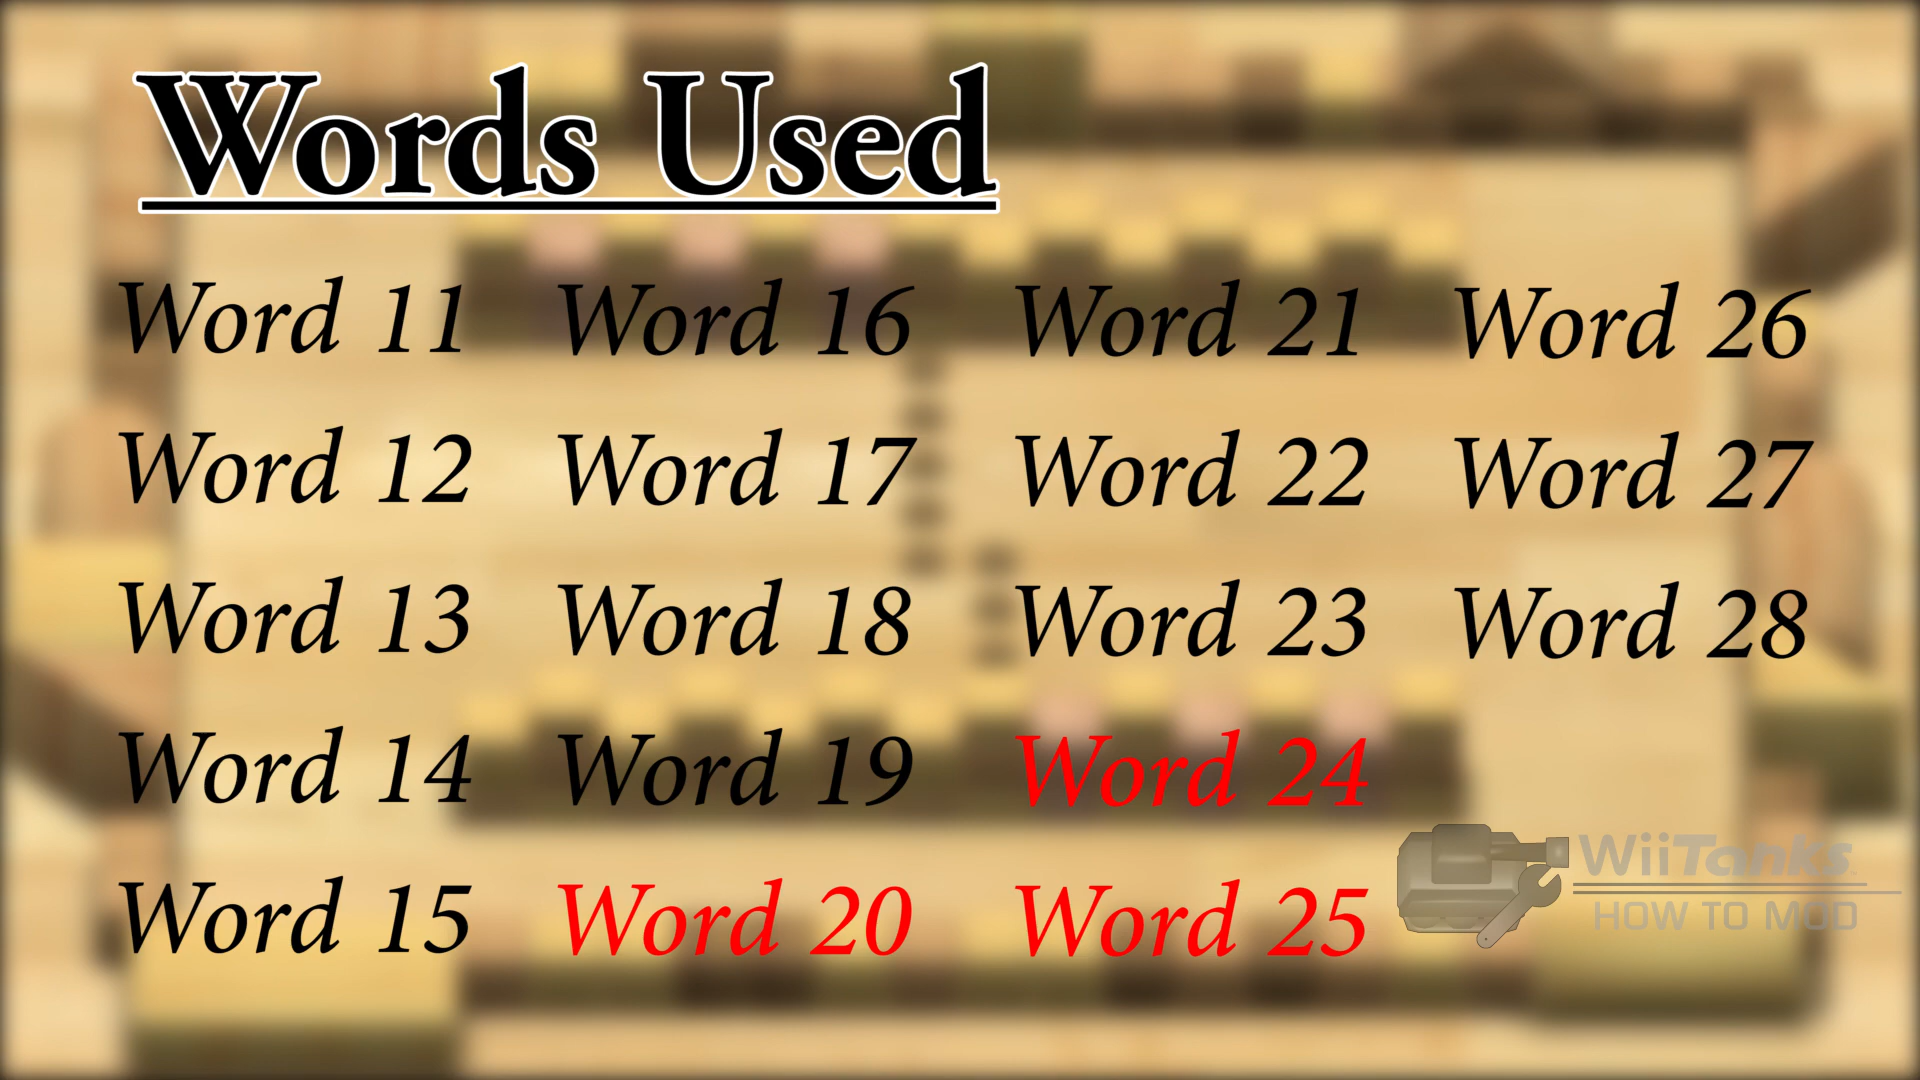 Words Used
Word 11 Word 16 Word 21 Word 26
Word 12 Word 17 Word 22 Word 27
Word 13 Word 18 Word 23 Word 28
Word 14 Word 19 Word 24
Word 15 Word 20 Word 25
WiiTanks
HOW TO MOD